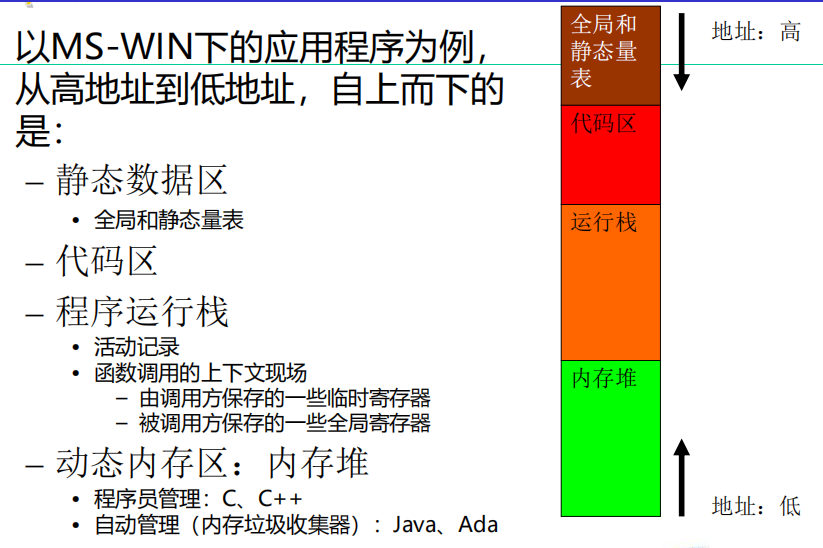 以MS-WIN下的应用程序为例，
从高地址到低地址，自上而下的
是：
– 静态数据区
• 全局和静态量表
– 代码区
– 程序运行栈
• 活动记录
• 函数调用的上下文现场
– 由调用方保存的一些临时寄存器
– 被调用方保存的一些全局寄存器
– 动态内存区：内存堆
• 程序员管理：C、C++
• 自动管理（内存垃圾收集器）：Java、Ada
全局和
静态量
表
代码区
运行栈
内存堆
地址：高
地址：低